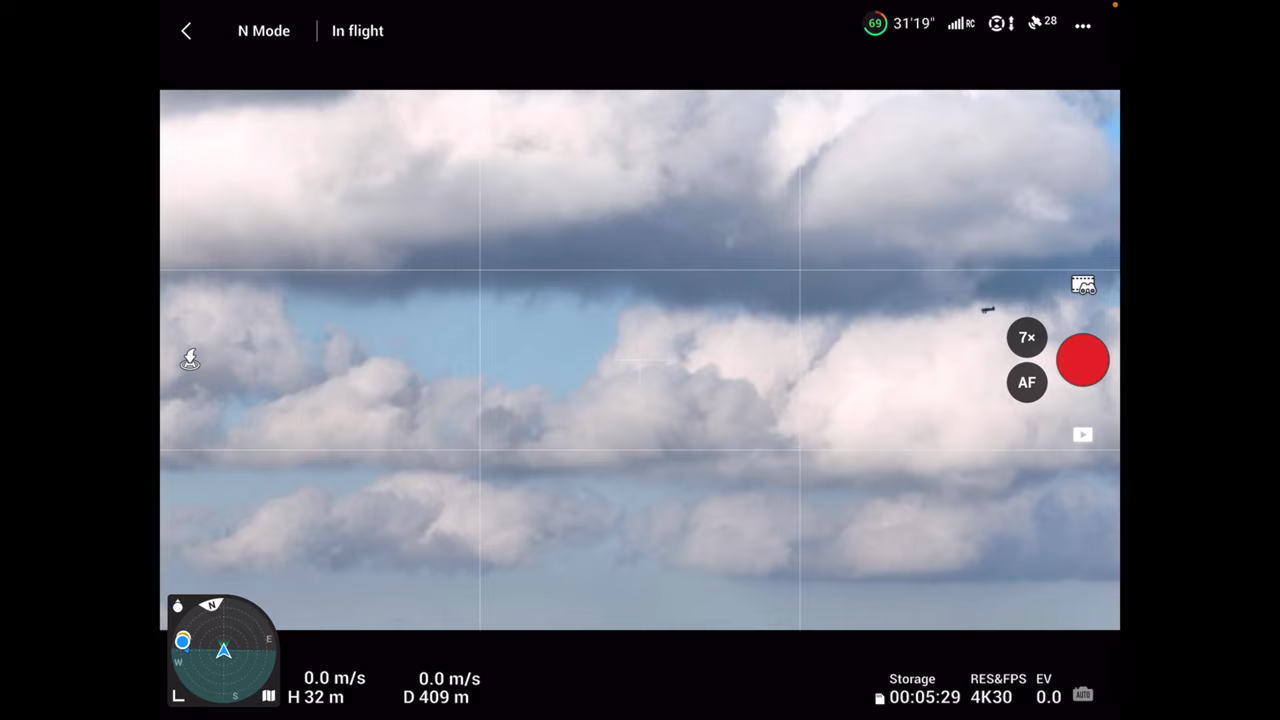 N Mode In flight
69 31'19" RC 28
7×
AF
N
E
W
S
0.0 m/s 0.0 m/s
H 32 m D 409 m
Storage RES&FPS EV
00:05:29 4K30 0.0 AUTO